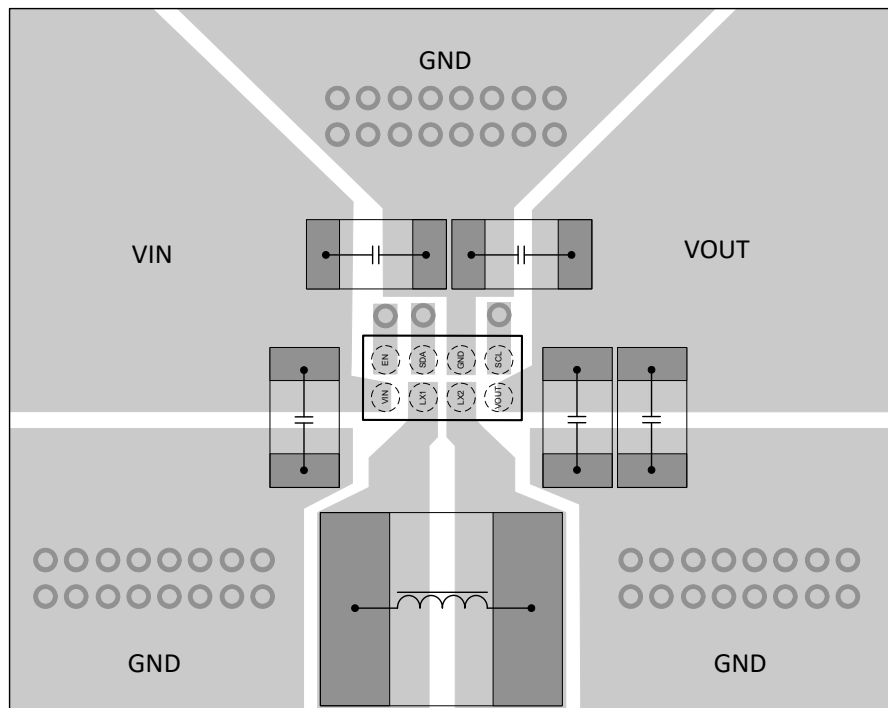 GND
VIN
VOUT
EN
SDA
GND
SCL
VIN
LX1
LX2
VOUT
GND
GND